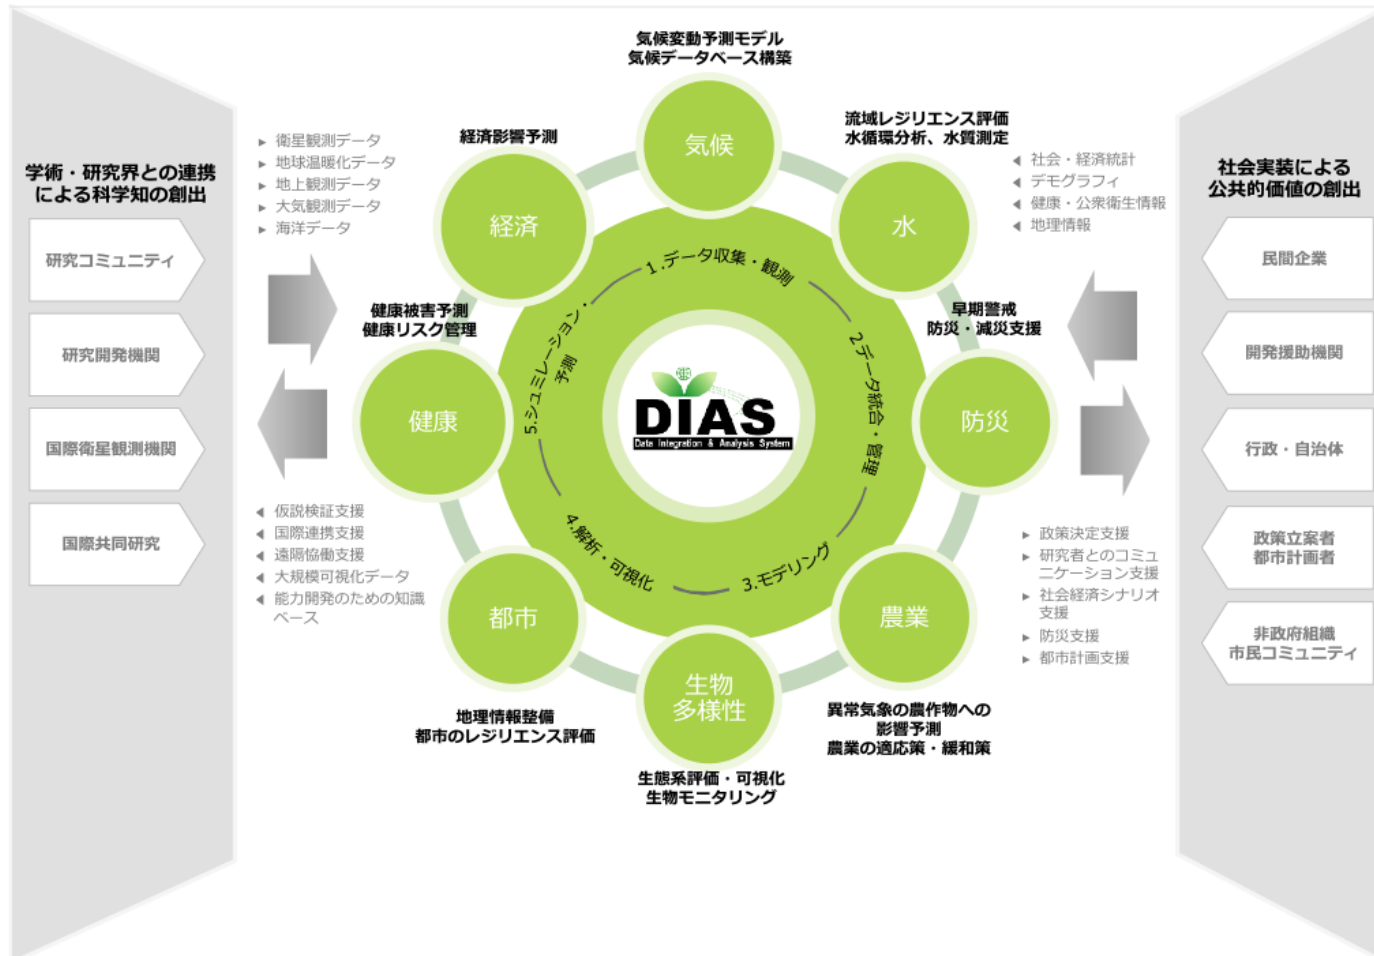 学術・研究界との連携
による科学知の創出
研究コミュニティ
研究開発機関
国際衛星観測機関
国際共同研究
衛星観測データ
地球温暖化データ
地上観測データ
大気観測データ
海洋データ
仮説検証支援
国際連携支援
遠隔協働支援
大規模可視化データ
能力開発のための知識
ベース
気候変動予測モデル
気候データベース構築
気候
流域レジリエンス評価
水循環分析、水質測定
水
早期警戒
防災・減災支援
防災
農業
異常気象の農作物への
影響予測
農業の適応策・緩和策
生物
多様性
生態系評価・可視化
生物モニタリング
都市
地理情報整備
都市のレジリエンス評価
健康被害予測
健康リスク管理
健康
経済影響予測
経済
1.データ収集・観測
2.データ統合・管理
3.モデリング
4.解析・可視化
5.シュミレーション・
予測
DIAS
Data Integration & Analysis System
社会・経済統計
デモグラフィ
健康・公衆衛生情報
地理情報
政策決定支援
研究者とのコミュ
ニケーション支援
社会経済シナリオ
支援
防災支援
都市計画支援
社会実装による
公共的価値の創出
民間企業
開発援助機関
行政・自治体
政策立案者
都市計画者
非政府組織
市民コミュニティ